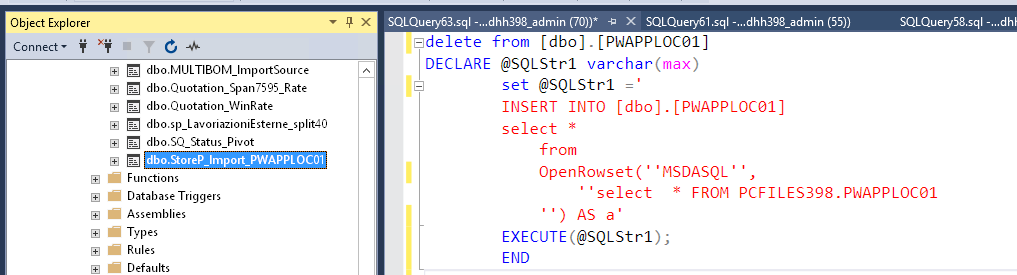 Object Explorer
Connect
dbo.MULTIBOM_ImportSource
dbo.Quotation_Span7595_Rate
dbo.Quotation_WinRate
dbo.sp_LavoriazioniEsterne_split40
dbo.SQ_Status_Pivot
dbo.StoreP_Import_PWAPPLOC01
Functions
Database Triggers
Assemblies
Types
Rules
Defaults
SQLQuery63.sql -...dhh398_admin (70))* SQLQuery61.sql -...dhh398_admin (55)) SQLQuery58.sql -...dhh
delete from [dbo].[PWAPPLOC01]
DECLARE @SQLStr1 varchar(max)
set @SQLStr1 ='
INSERT INTO [dbo].[PWAPPLOC01]
select *
from
OpenRowset(''MSDASQL'',
''select  * FROM PCFILES398.PWAPPLOC01
'') AS a'
EXECUTE(@SQLStr1);
END